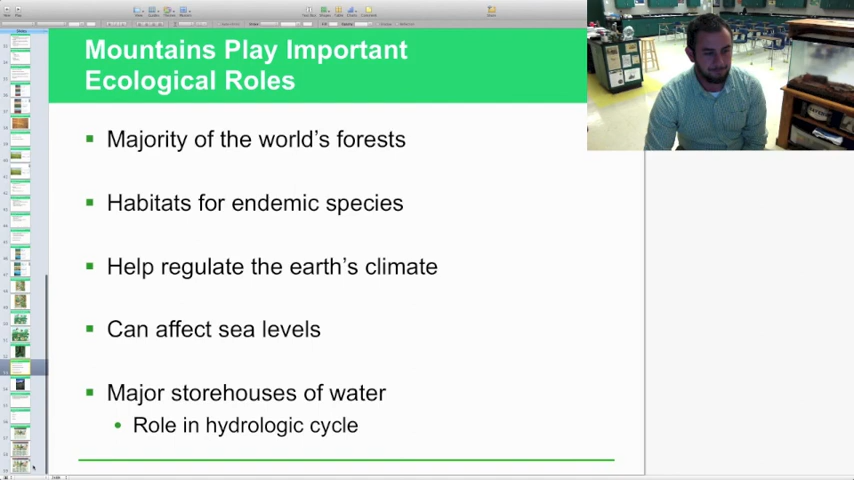 Mountains Play Important
Ecological Roles
Majority of the world's forests
Habitats for endemic species
Help regulate the earth's climate
Can affect sea levels
Major storehouses of water
Role in hydrologic cycle